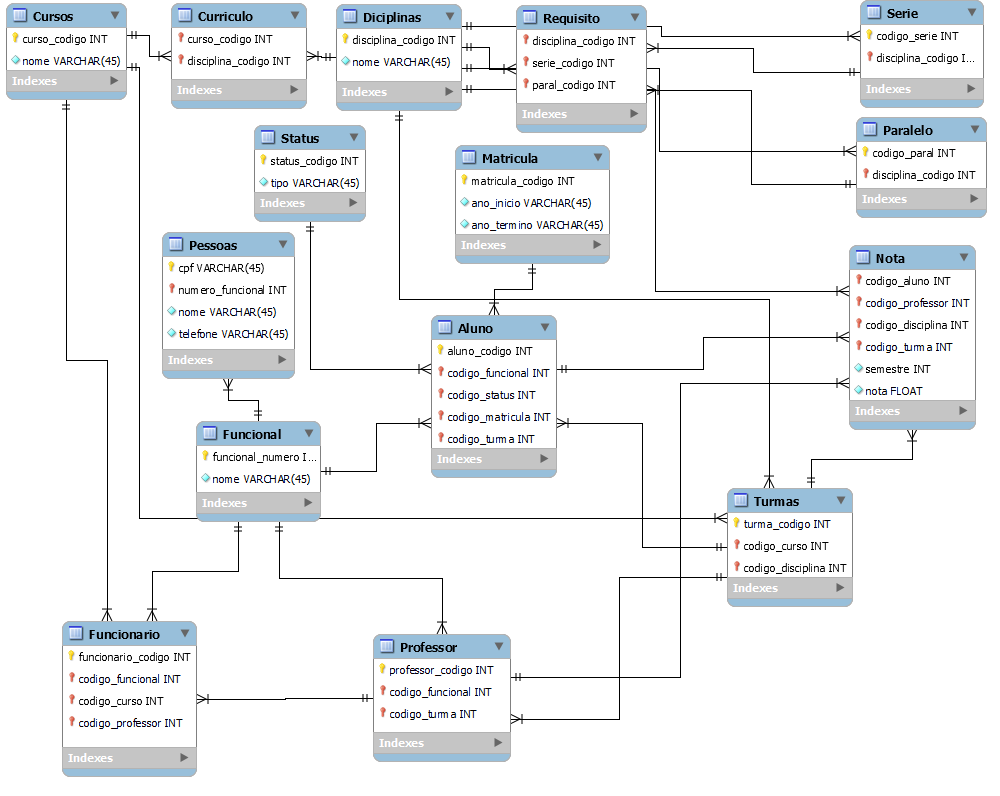 Cursos
curso_codigo INT
nome VARCHAR(45)
Indexes
Curriculo
curso_codigo INT
disciplina_codigo INT
Indexes
Diciplinas
disciplina_codigo INT
nome VARCHAR(45)
Indexes
Requisito
disciplina_codigo INT
serie_codigo INT
paral_codigo INT
Indexes
Serie
codigo_serie INT
disciplina_codigo I...
Indexes
Status
status_codigo INT
tipo VARCHAR(45)
Indexes
Matricula
matricula_codigo INT
ano_inicio VARCHAR(45)
ano_termino VARCHAR(45)
Indexes
Paralelo
codigo_paral INT
disciplina_codigo INT
Indexes
Pessoas
cpf VARCHAR(45)
numero_funcional INT
nome VARCHAR(45)
telefone VARCHAR(45)
Indexes
Aluno
aluno_codigo INT
codigo_funcional INT
codigo_status INT
codigo_matricula INT
codigo_turma INT
Indexes
Nota
codigo_aluno INT
codigo_professor INT
codigo_disciplina INT
codigo_turma INT
semestre INT
nota FLOAT
Indexes
Funcional
funcional_numero I...
nome VARCHAR(45)
Indexes
Turmas
turma_codigo INT
codigo_curso INT
codigo_disciplina INT
Indexes
Funcionario
funcionario_codigo INT
codigo_funcional INT
codigo_curso INT
codigo_professor INT
Indexes
Professor
professor_codigo INT
codigo_funcional INT
codigo_turma INT
Indexes